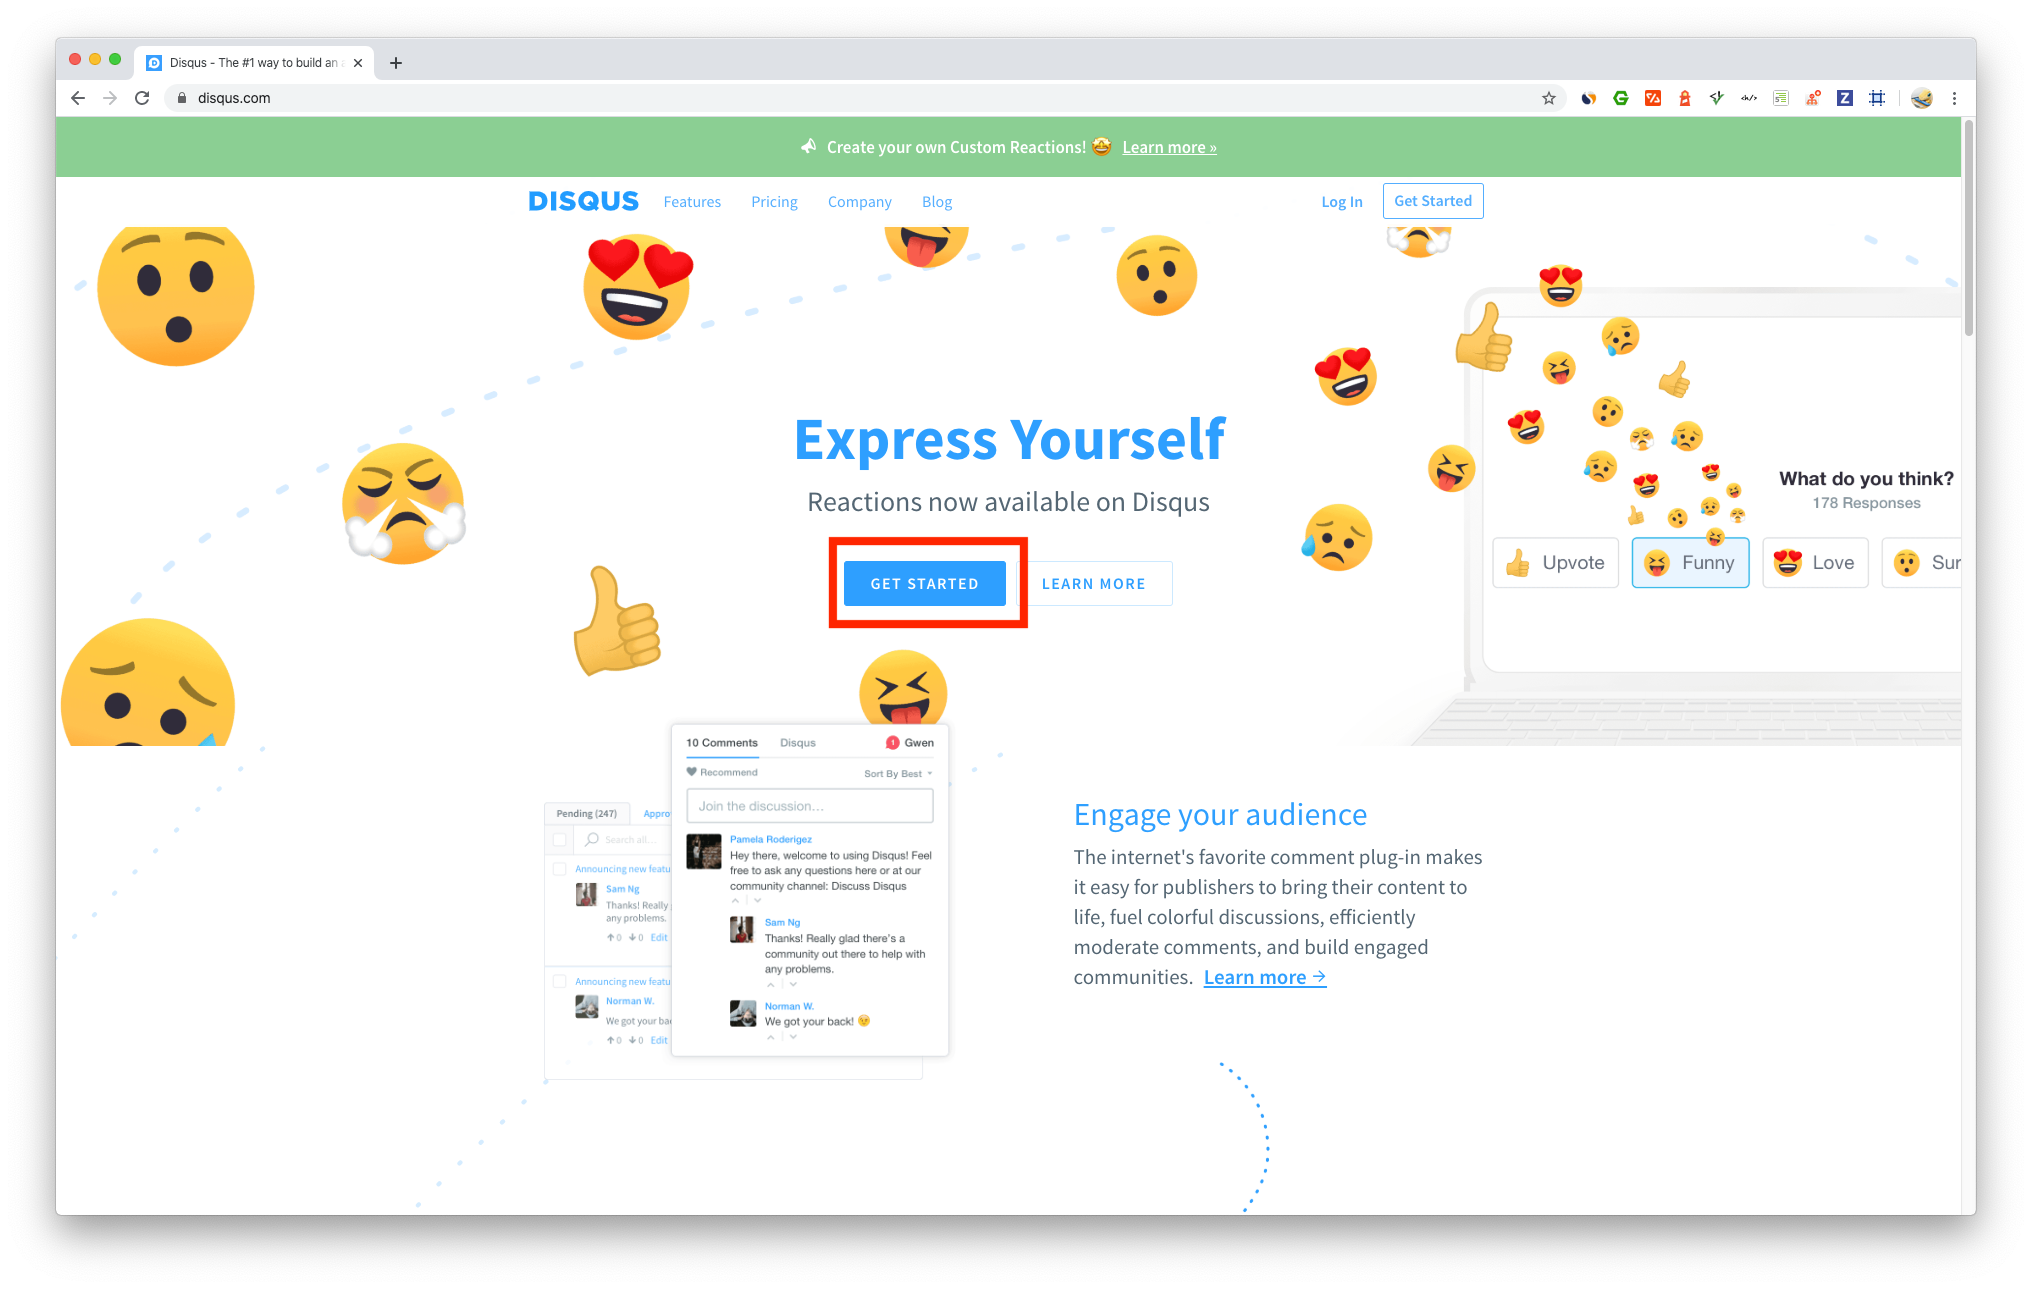 Disqs - The #1 way to build an
disqus.com
Create your own Custom Reactions! Learn more »
DISQUS Features Pricing Company Blog Log In Get Started
Express Yourself
Reactions now available on Disqus
GET STARTED LEARN MORE
What do you think?
178 Responses
Upvote Funny Love Sur
10 Comments Disqus 1 Gwen
Recommend Sort By Best
Join the discussion...
Pamela Roderigez
Hey there, welcome to using Disqus! Feel
free to ask any questions here or at our
community channel: Discuss Disqus
Sam Ng
Thanks! Really glad there's a
community out there to help with
any problems.
Norman W.
We got your back!
Pending (247) Appro
Search all...
Announcing new featu
Sam Ng
Thanks! Really
any problems.
0 0 Edit
Announcing new featu
Norman W.
We got your ba
0 0 Edit
Engage your audience
The internet's favorite comment plug-in makes
it easy for publishers to bring their content to
life, fuel colorful discussions, efficiently
moderate comments, and build engaged
communities. Learn more →